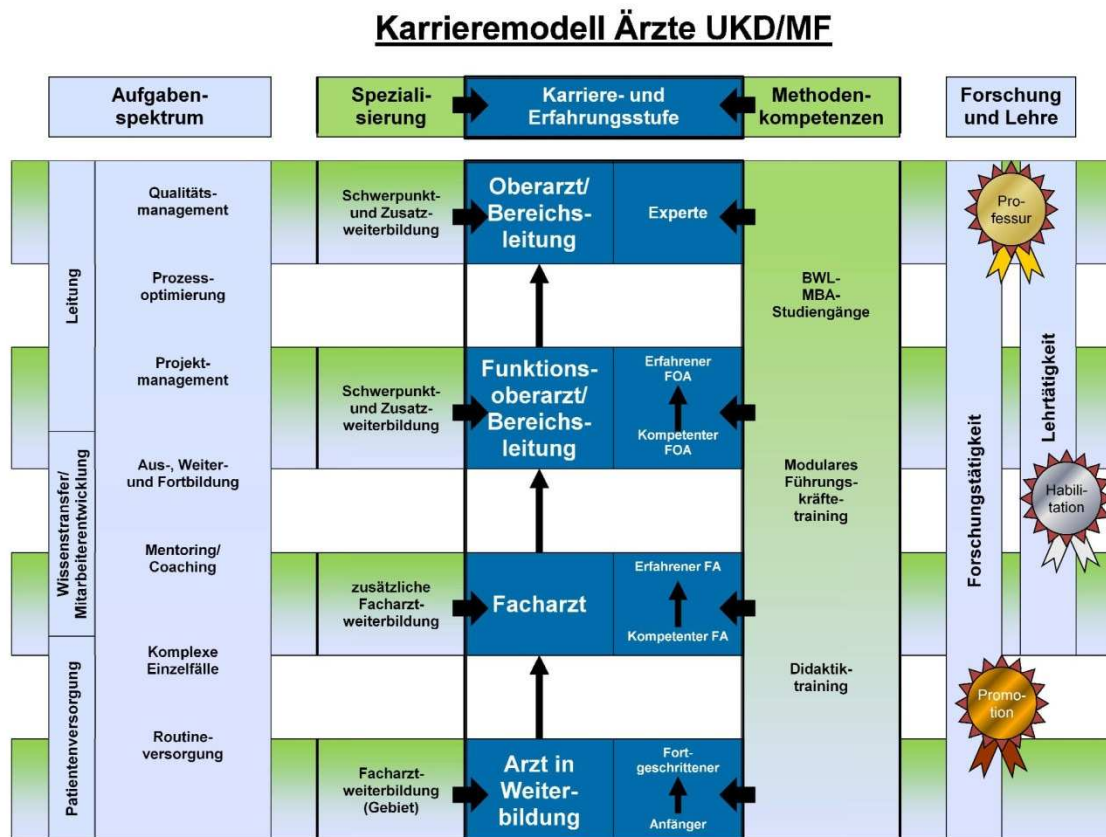 Karrieremodell Ärzte UKD/MF
Aufgaben-
spektrum
Speziali-
sierung
Karriere- und
Erfahrungsstufe
Methoden-
kompetenzen
Forschung
und Lehre
Leitung
Wissenstransfer/
Mitarbeiterentwicklung
Patientenversorgung
Qualitäts-
management
Prozess-
optimierung
Projekt-
management
Aus-, Weiter-
und Fortbildung
Mentoring/
Coaching
Komplexe
Einzelfälle
Routine-
versorgung
Schwerpunkt-
und Zusatz-
weiterbildung
Schwerpunkt-
und Zusatz-
weiterbildung
zusätzliche
Facharzt-
weiterbildung
Facharzt-
weiterbildung
(Gebiet)
Oberarzt/
Bereichs-
leitung
Experte
Funktions-
oberarzt/
Bereichs-
leitung
Erfahrener
FOA
Kompetenter
FOA
Facharzt
Erfahrener FA
Kompetenter FA
Arzt in
Weiter-
bildung
Fort-
geschrittener
Anfänger
BWL-
MBA-
Studiengänge
Modulares
Führungs-
kräfte-
training
Didaktik-
training
Forschungstätigkeit
Lehrtätigkeit
Pro-
fessur
Habili-
tation
Promo-
tion